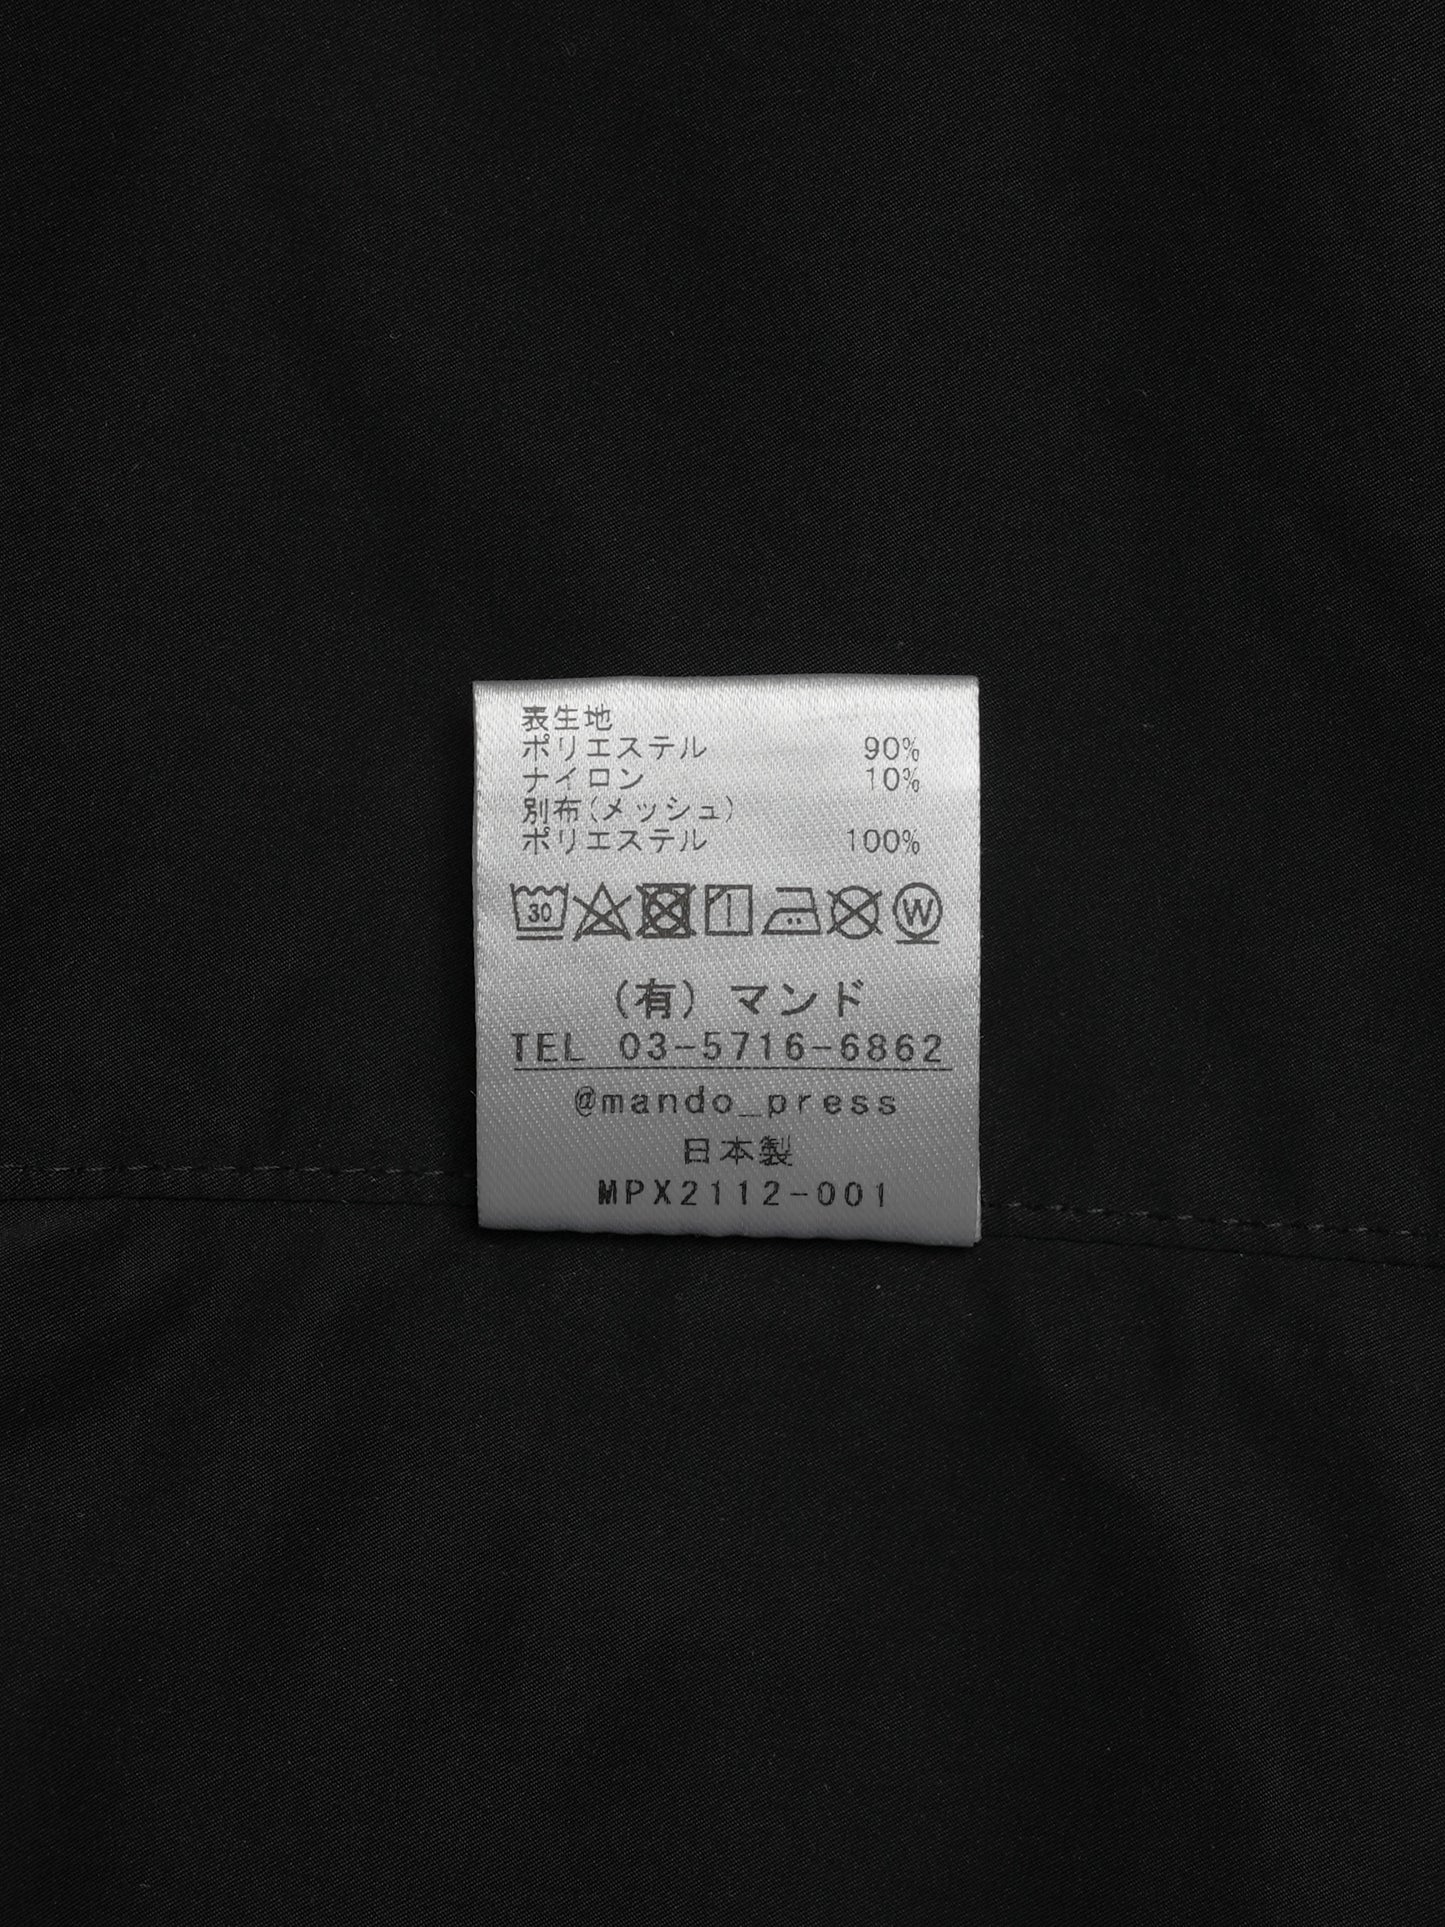 表生地
ポリエステル 90%
ナイロン 10%
別布(メッシュ)
ポリエステル 100%
30 W
(有) マンド
TEL 03-5716-6862
@mando_press
日本製
MPX2112-001